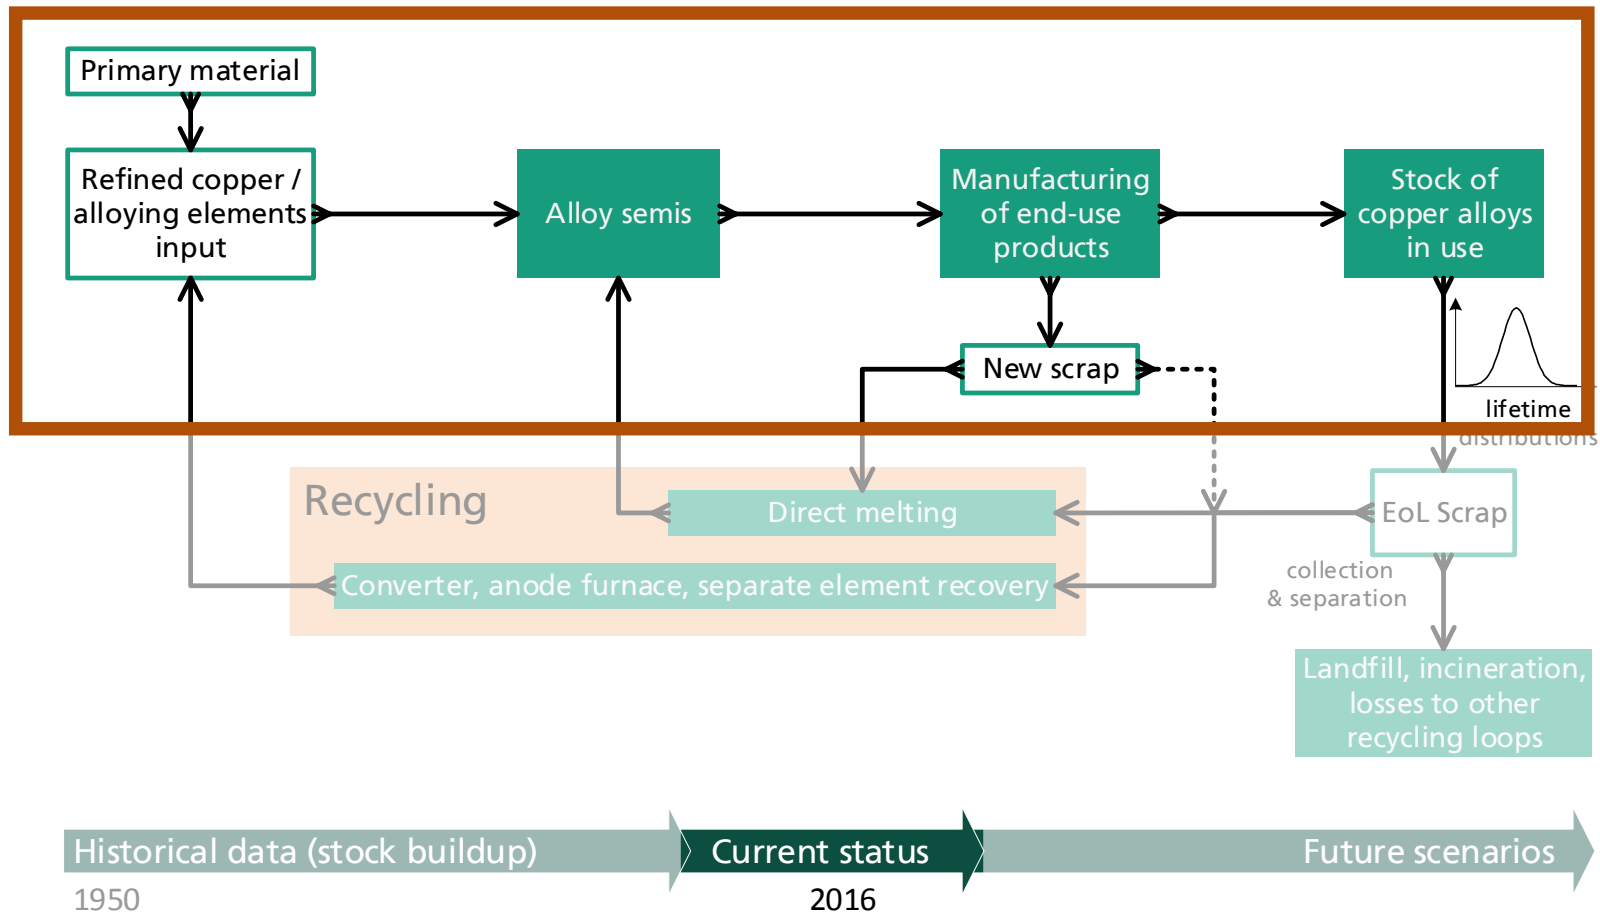 Primary material
Refined copper /
alloying elements
input
Alloy semis
Manufacturing
of end-use
products
Stock of
copper alloys
in use
New scrap
lifetime
distributions
Recycling
Direct melting
EoL Scrap
Converter, anode furnace, separate element recovery
collection
& separation
Landfill, incineration,
losses to other
recycling loops
Historical data (stock buildup)
Current status
Future scenarios
1950
2016